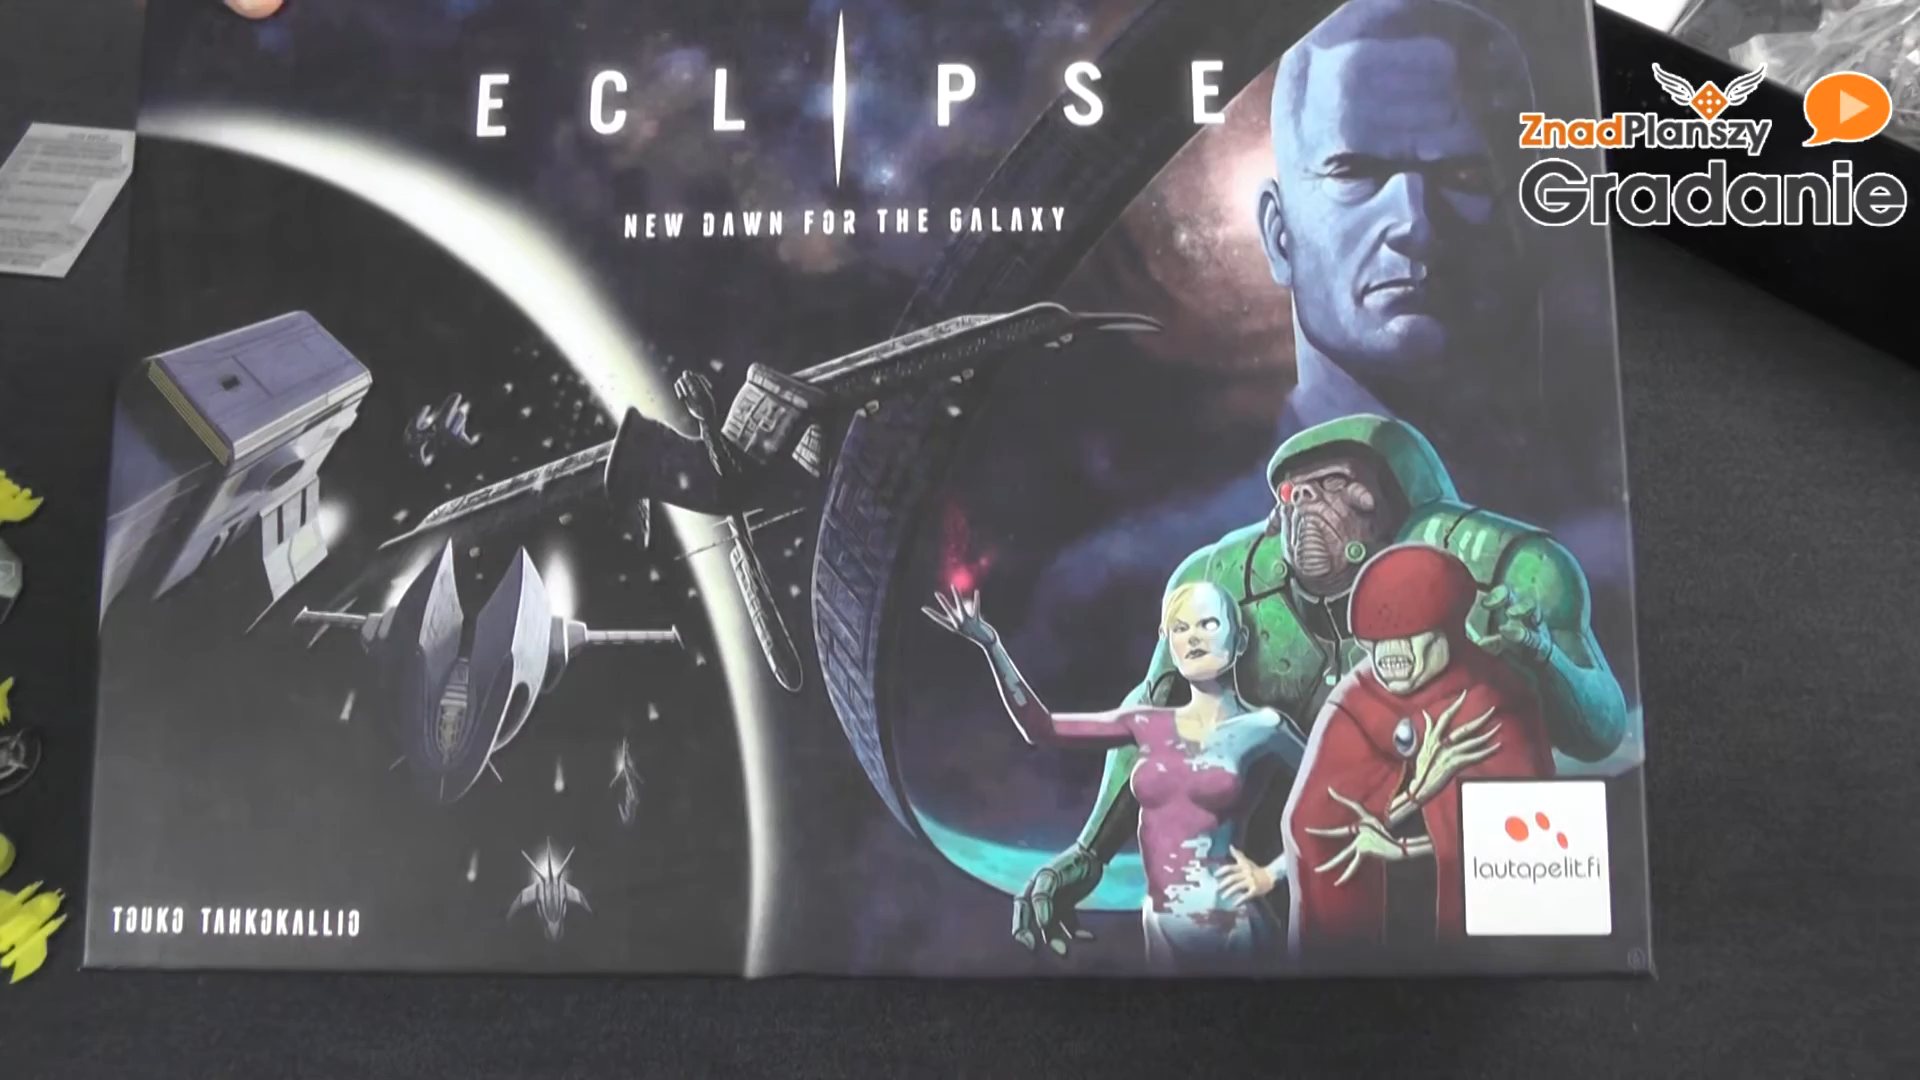 ECLIPSE
NEW DAWN FOR THE GALAXY
ZnadPlanszy
Gradanie
TOUKO TAHKOKALLIO
lautapelit.fi